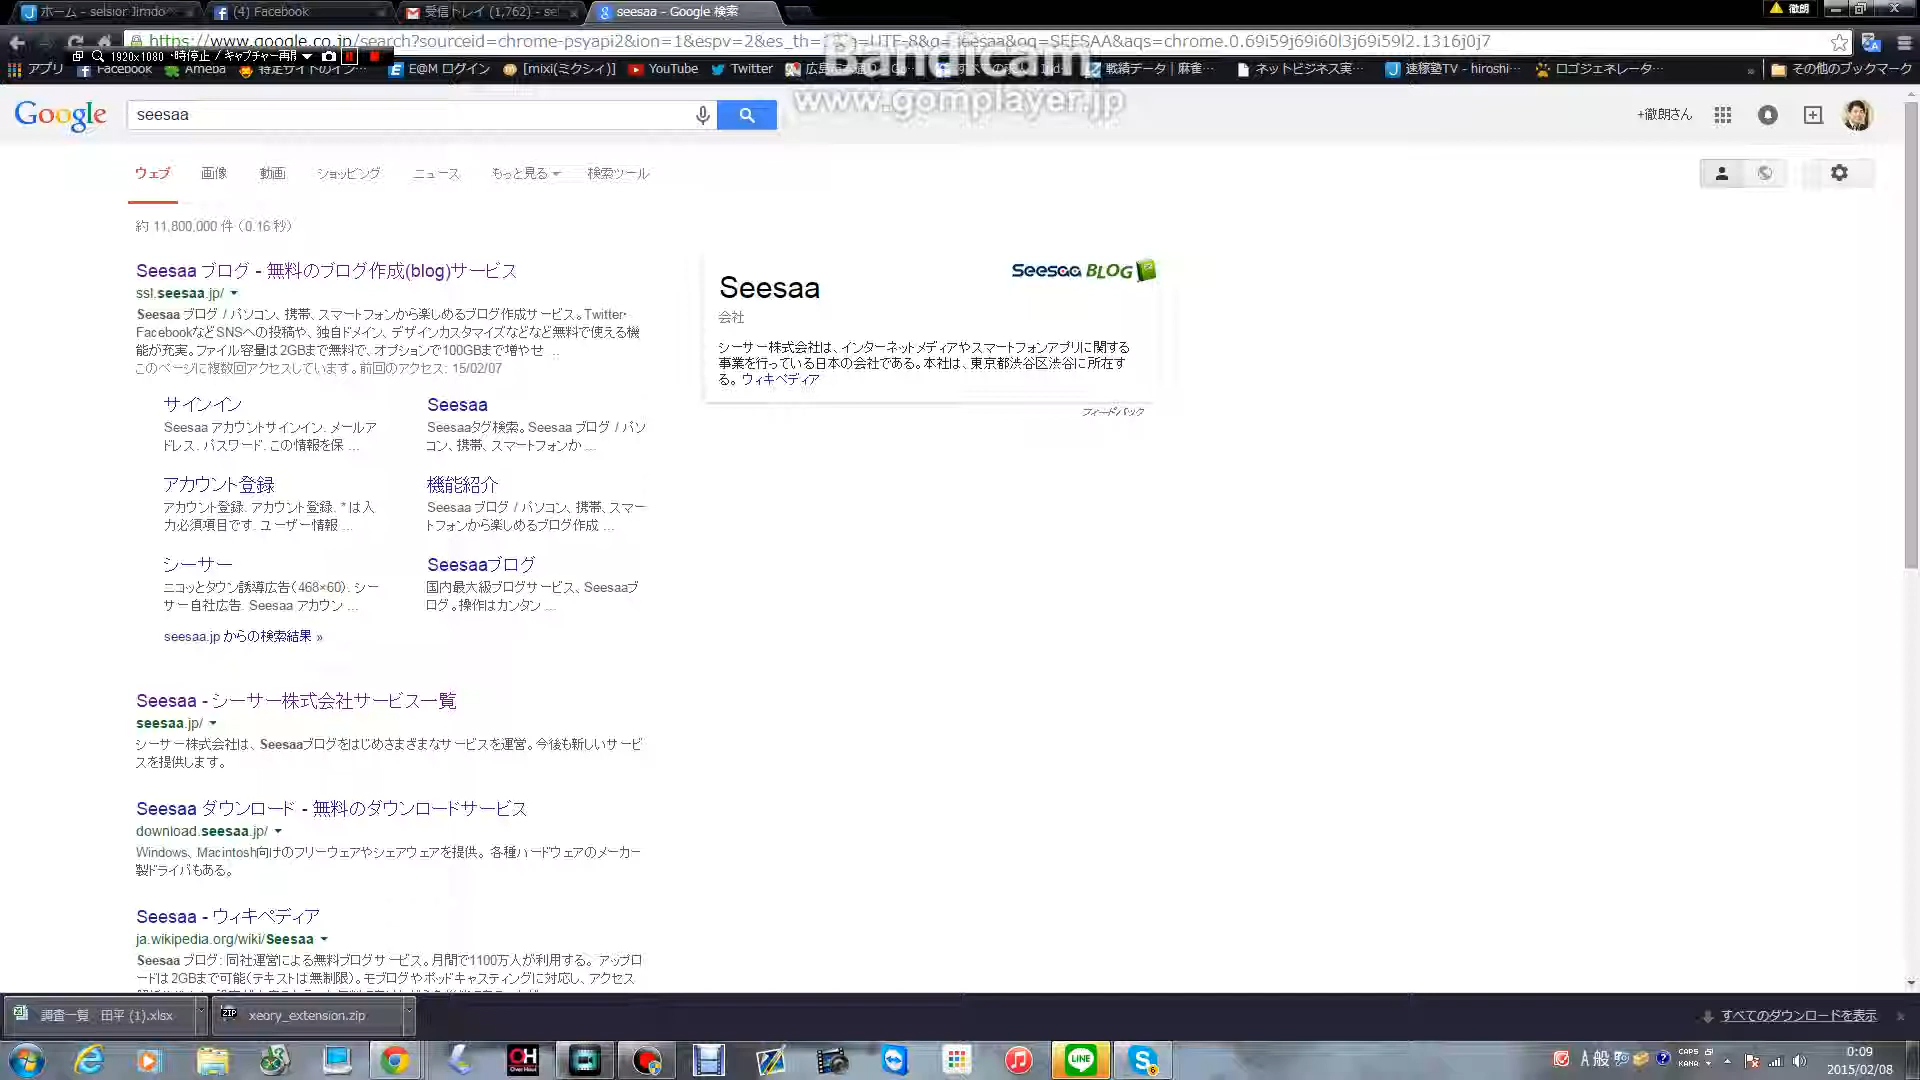 ホーム - selsior Jimdo
(4) Facebook
受信トレイ (1,762) - sel
seesaa - Google 検索
徹朗
https://www.google.co.jp/search?sourceid=chrome-psyapi2&ion=1&espv=2&es_th=1&ie=UTF-8&q=seesaa&oq=SEESAA&aqs=chrome.0.69i59j69i60l3j69i59l2.1316j0j7
Bandicam
1920x1080
アプリ
Facebook
Ameba
E@M ログイン
[mixi(ミクシィ)]
YouTube
Twitter
戦績データ | 麻雀…
ネットビジネス実…
速稼塾TV - hiroshi…
ロゴジェネレータ…
»
その他のブックマーク
www.gomplayer.jp
Google
seesaa
+徹朗さん
ウェブ
画像
動画
ショッピング
ニュース
もっと見る
検索ツール
約 11,800,000 件 (0.16 秒)
Seesaa ブログ - 無料のブログ作成(blog)サービス
ssl.seesaa.jp/
Seesaa ブログ / パソコン、携帯、スマートフォンから楽しめるブログ作成サービス。Twitter・
FacebookなどSNSへの投稿や、独自ドメイン、デザインカスタマイズなどなど無料で使える機
能が充実。ファイル容量は2GBまで無料で、オプションで100GBまで増やせ ...
このページに複数回アクセスしています。前回のアクセス: 15/02/07
サインイン
Seesaa アカウントサインイン. メールア
ドレス. パスワード. この情報を保 ...
Seesaa
Seesaaタグ検索。Seesaa ブログ / パソ
コン、携帯、スマートフォンか ...
アカウント登録
アカウント登録. アカウント登録. * は入
力必須項目です. ユーザー情報 ...
機能紹介
Seesaa ブログ / パソコン、携帯、スマー
トフォンから楽しめるブログ作成 ...
シーサー
ニコッとタウン誘導広告(468×60). シー
サー自社広告. Seesaa アカウン ...
Seesaaブログ
国内最大級ブログサービス、Seesaaブ
ログ。操作はカンタン ...
seesaa.jp からの検索結果 »
Seesaa - シーサー株式会社サービス一覧
seesaa.jp/
シーサー株式会社は、Seesaaブログをはじめさまざまなサービスを運営。今後も新しいサービ
スを提供します。
Seesaa ダウンロード - 無料のダウンロードサービス
download.seesaa.jp/
Windows、Macintosh向けのフリーウェアやシェアウェアを提供。各種ハードウェアのメーカー
製ドライバもある。
Seesaa - ウィキペディア
ja.wikipedia.org/wiki/Seesaa
Seesaa ブログ: 同社運営による無料ブログサービス。月間で1100万人が利用する。 アップロ
ードは2GBまで可能(テキストは無制限)。モブログやポッドキャスティングに対応し、アクセス
Seesaa BLOG
Seesaa
会社
シーサー株式会社は、インターネットメディアやスマートフォンアプリに関する
事業を行っている日本の会社である。本社は、東京都渋谷区渋谷に所在す
る。 ウィキペディア
フィードバック
調査一覧 田平 (1).xlsx
xeory_extension.zip
すべてのダウンロードを表示
OH
LINE
A 般
CAPS
KANA
0:09
2015/02/08